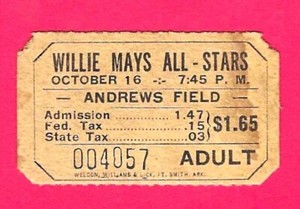 WILLIE MAYS ALL-STARS
OCTOBER 16 -:- 7:45 P. M.
— ANDREWS FIELD —
Admission 1.47)
Fed. Tax .15) $1.65
State Tax .03)
004057 ADULT
WELDON, WILLIAMS & LICK, FT. SMITH, ARK.